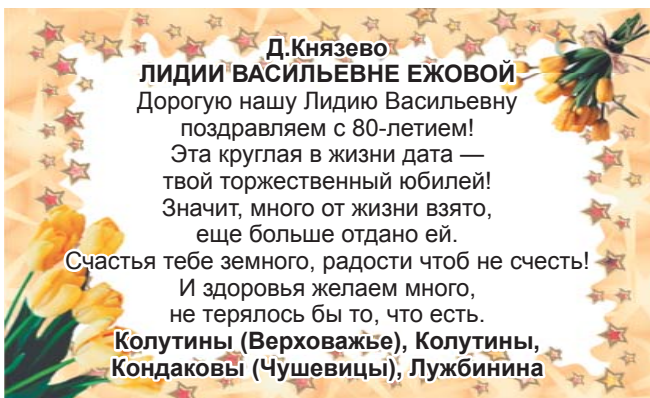 Д.Князево
ЛИДИИ ВАСИЛЬЕВНЕ ЕЖОВОЙ
Дорогую нашу Лидию Васильевну
поздравляем с 80-летием!
Эта круглая в жизни дата —
твой торжественный юбилей!
Значит, много от жизни взято,
еще больше отдано ей.
Счастья тебе земного, радости чтоб не счесть!
И здоровья желаем много,
не терялось бы то, что есть.
Колутины (Верховажье), Колутины,
Кондаковы (Чушевицы), Лужбинина